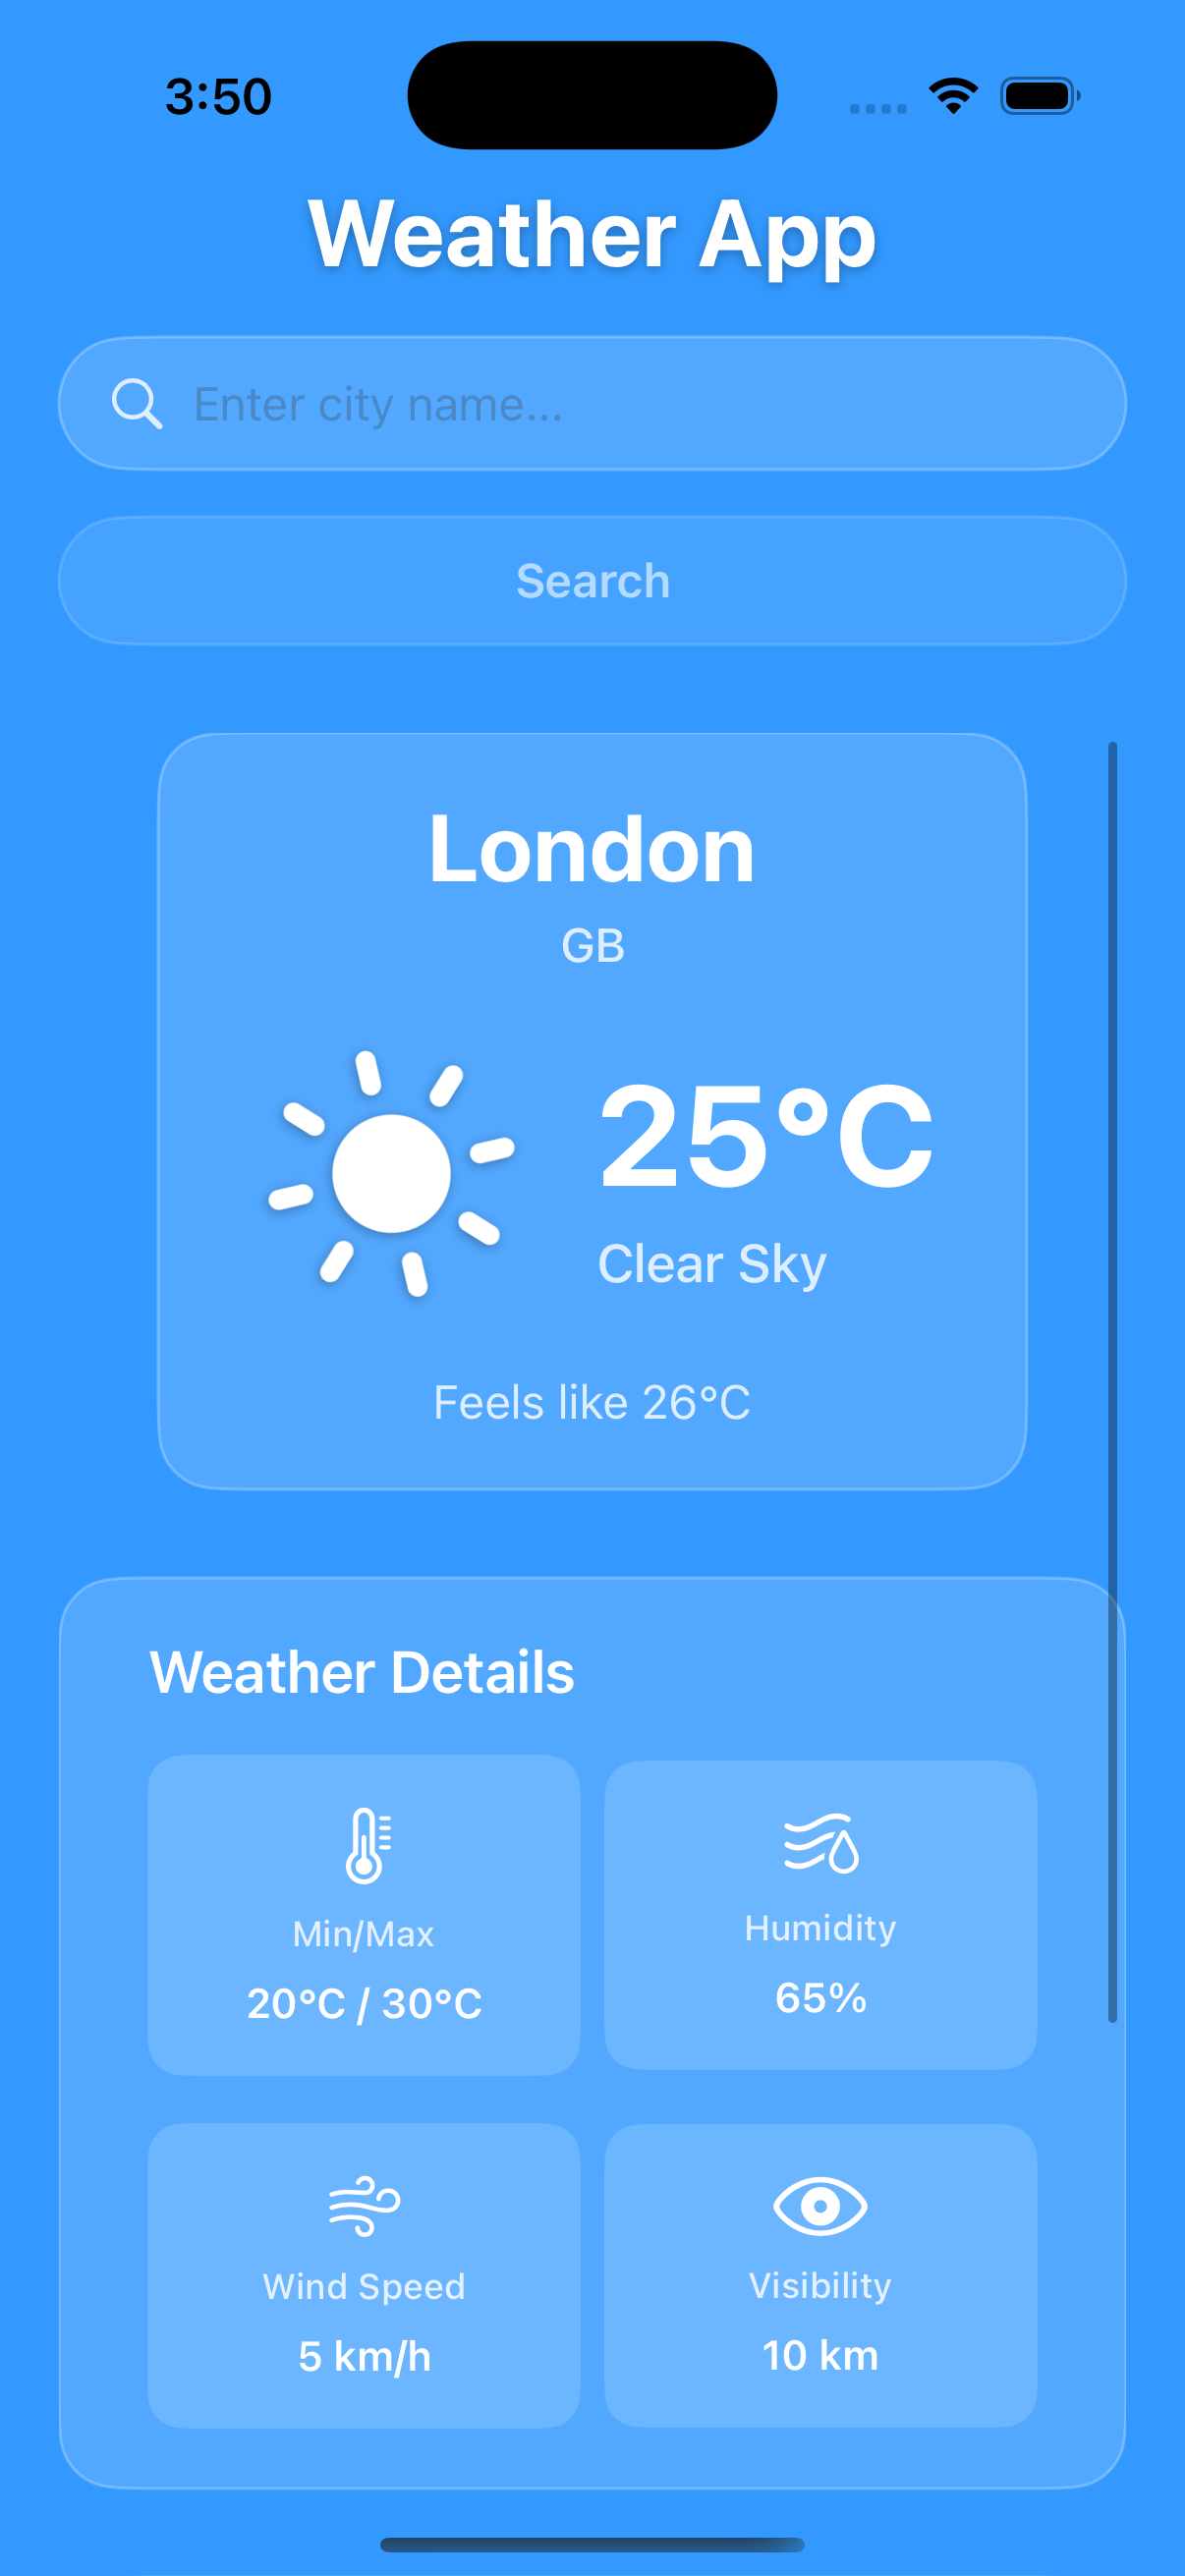 3:50
Weather App
Enter city name...
Search
London
GB
25°C
Clear Sky
Feels like 26°C
Weather Details
Min/Max
20°C / 30°C
Humidity
65%
Wind Speed
5 km/h
Visibility
10 km